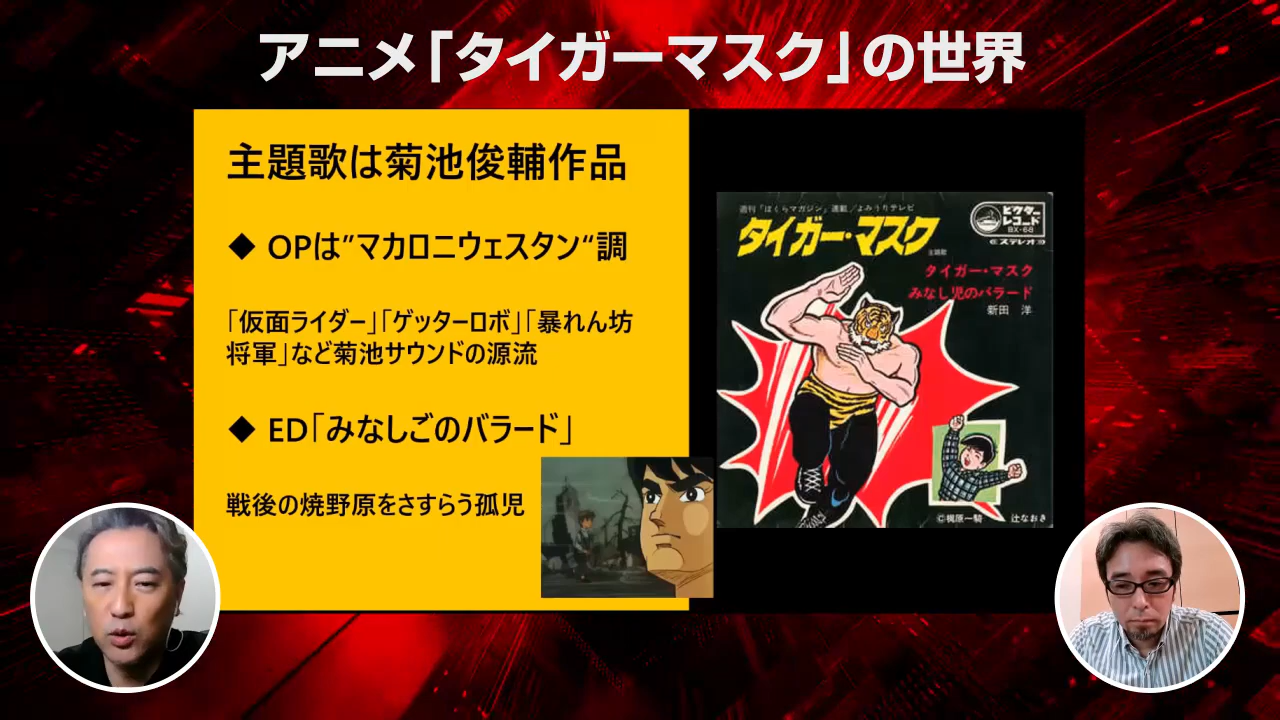 アニメ「タイガーマスク」の世界
主題歌は菊池俊輔作品
◆ OPは”マカロニウェスタン“調
「仮面ライダー」「ゲッターロボ」「暴れん坊
将軍」など菊池サウンドの源流
◆ ED「みなしごのバラード」
戦後の焼野原をさすらう孤児
週刊「ぼくらマガジン」連載/よみうりテレビ
タイガー・マスク
主題歌
ビクター
レコード
BX-68
ステレオ
タイガー・マスク
みなし児のバラード
新田 洋
©梶原一騎 辻なおき